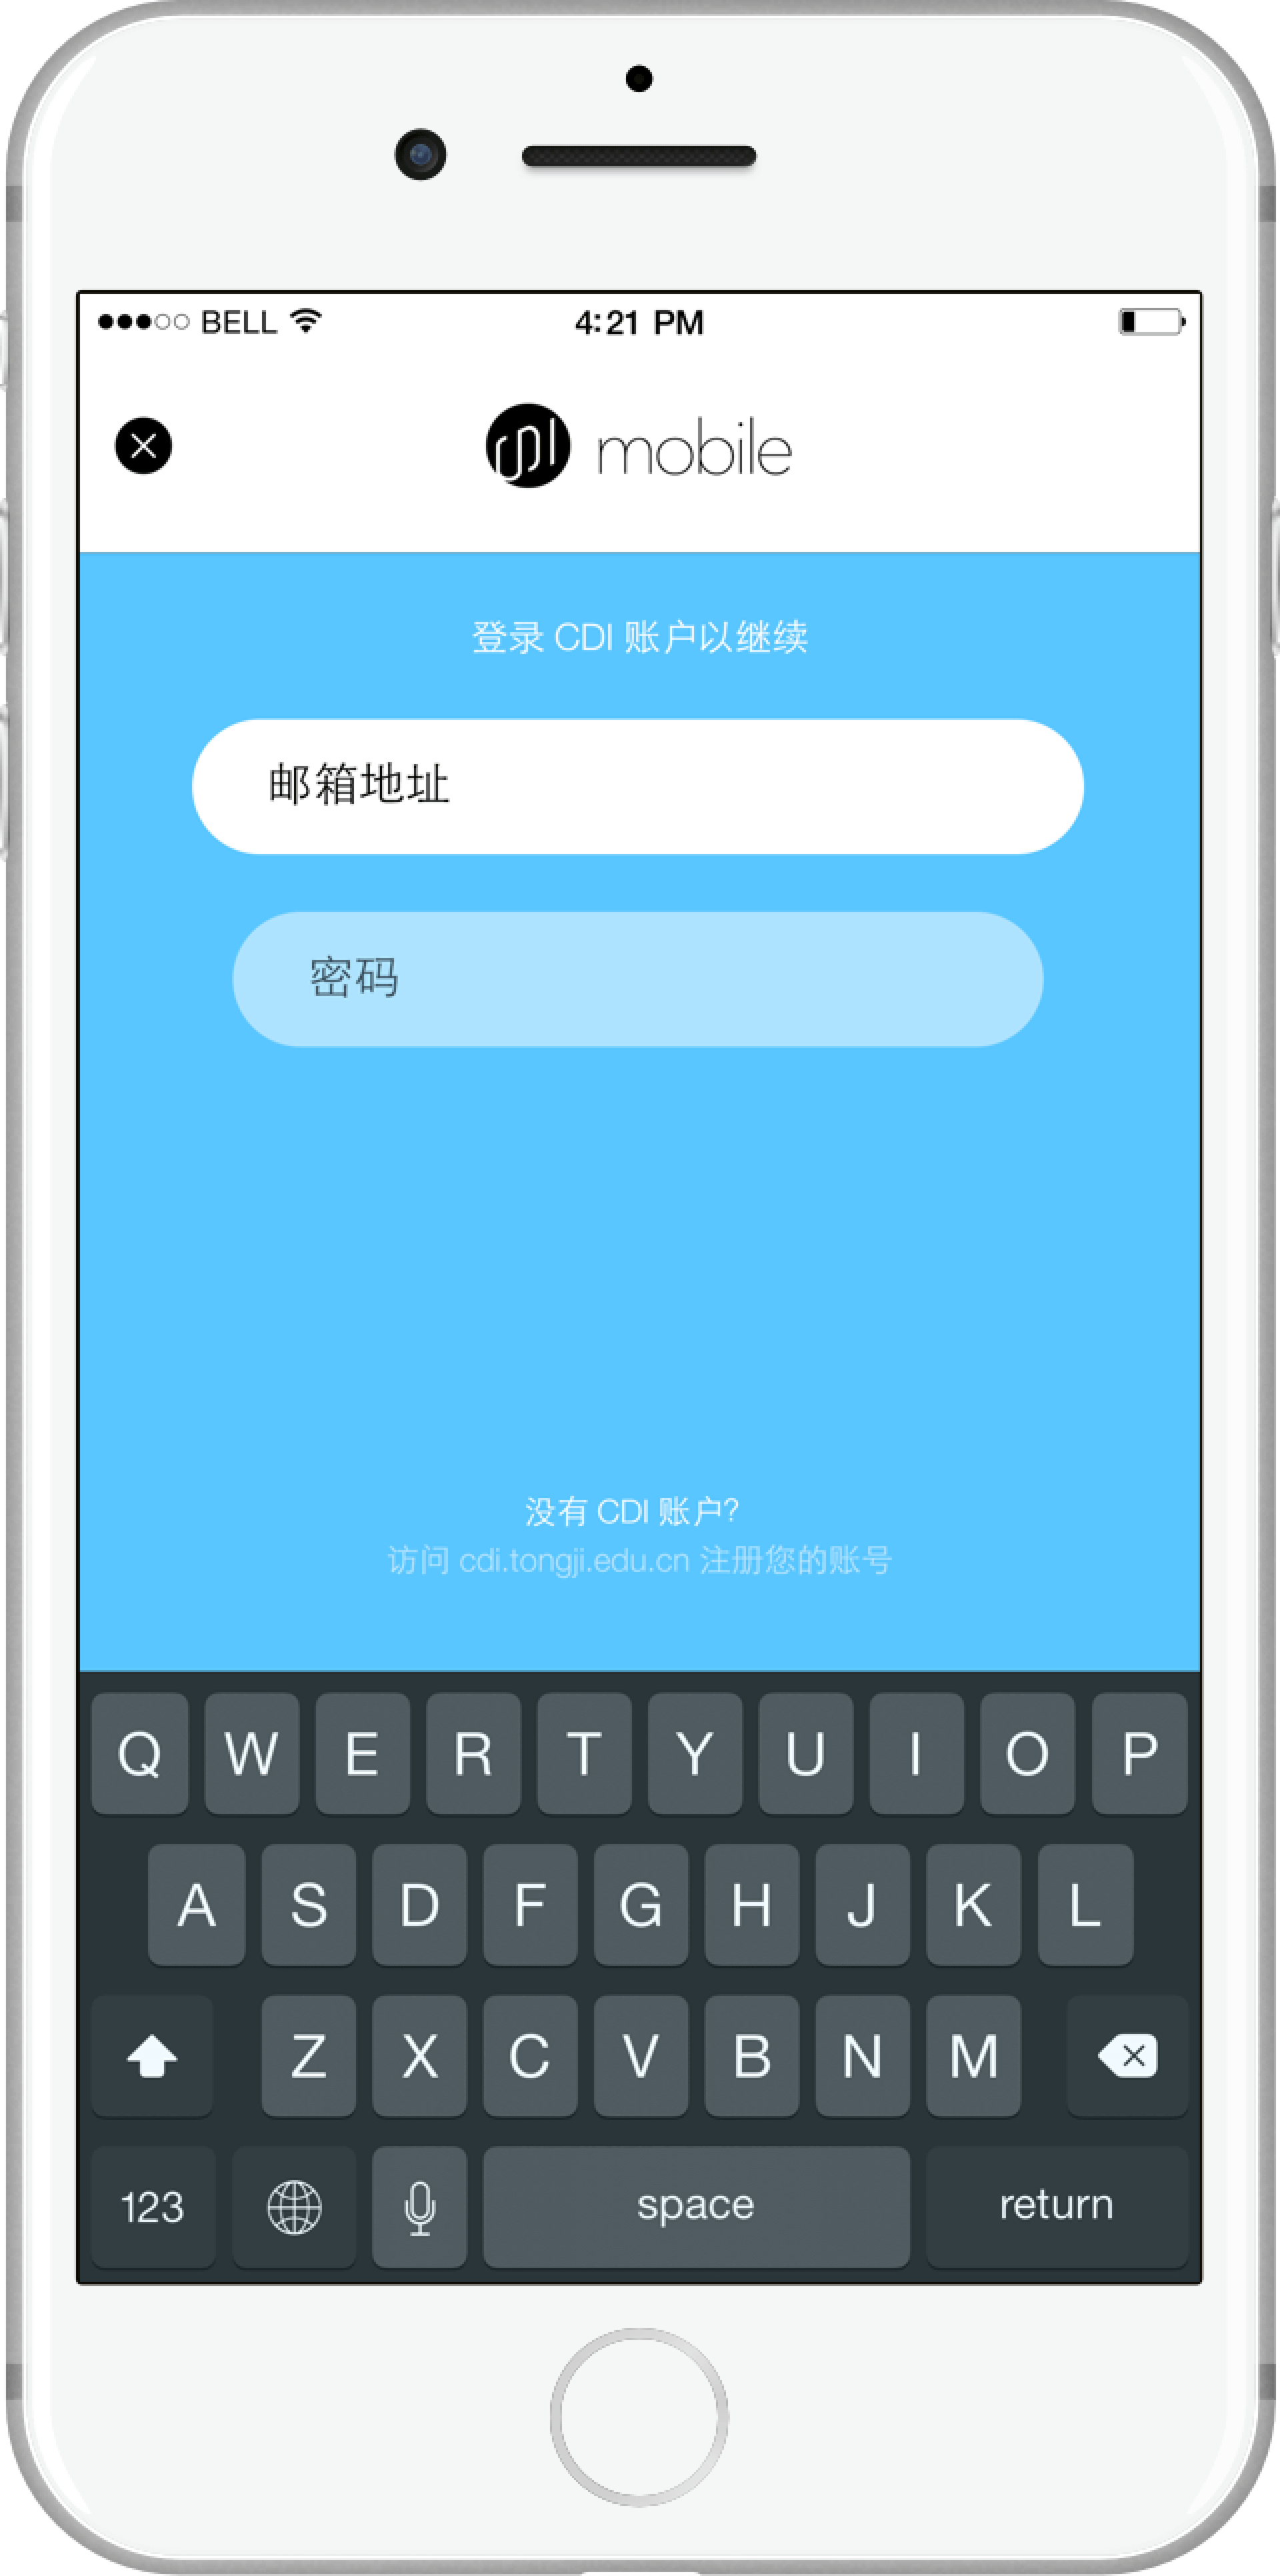 BELL 4:21 PM
mobile
登录 CDI 账户以继续
邮箱地址
密码
没有 CDI 账户?
访问 cdi.tongji.edu.cn 注册您的账号
Q W E R T Y U I O P
A S D F G H J K L
Z X C V B N M
123 space return